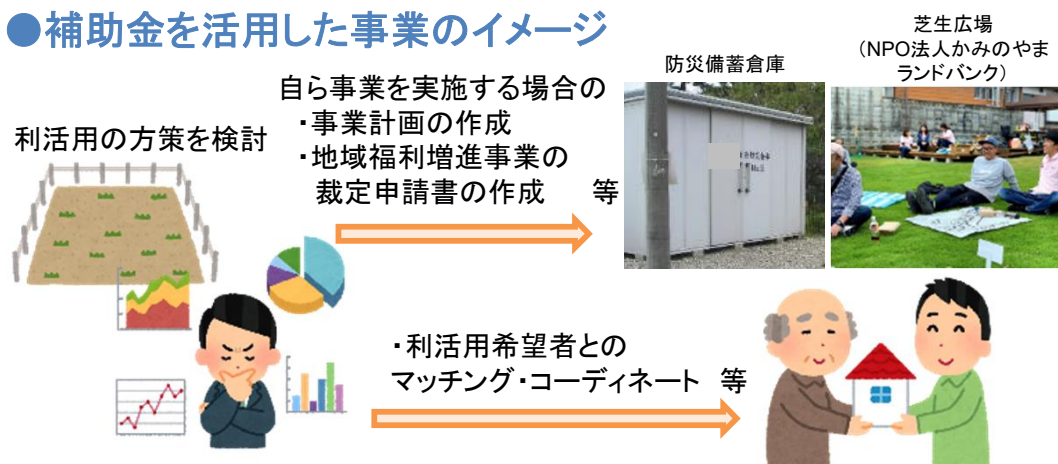 ●補助金を活用した事業のイメージ
利活用の方策を検討
自ら事業を実施する場合の
・事業計画の作成
・地域福利増進事業の
裁定申請書の作成　等
防災備蓄倉庫
芝生広場
（NPO法人かみのやま
ランドバンク）
・利活用希望者との
マッチング・コーディネート　等